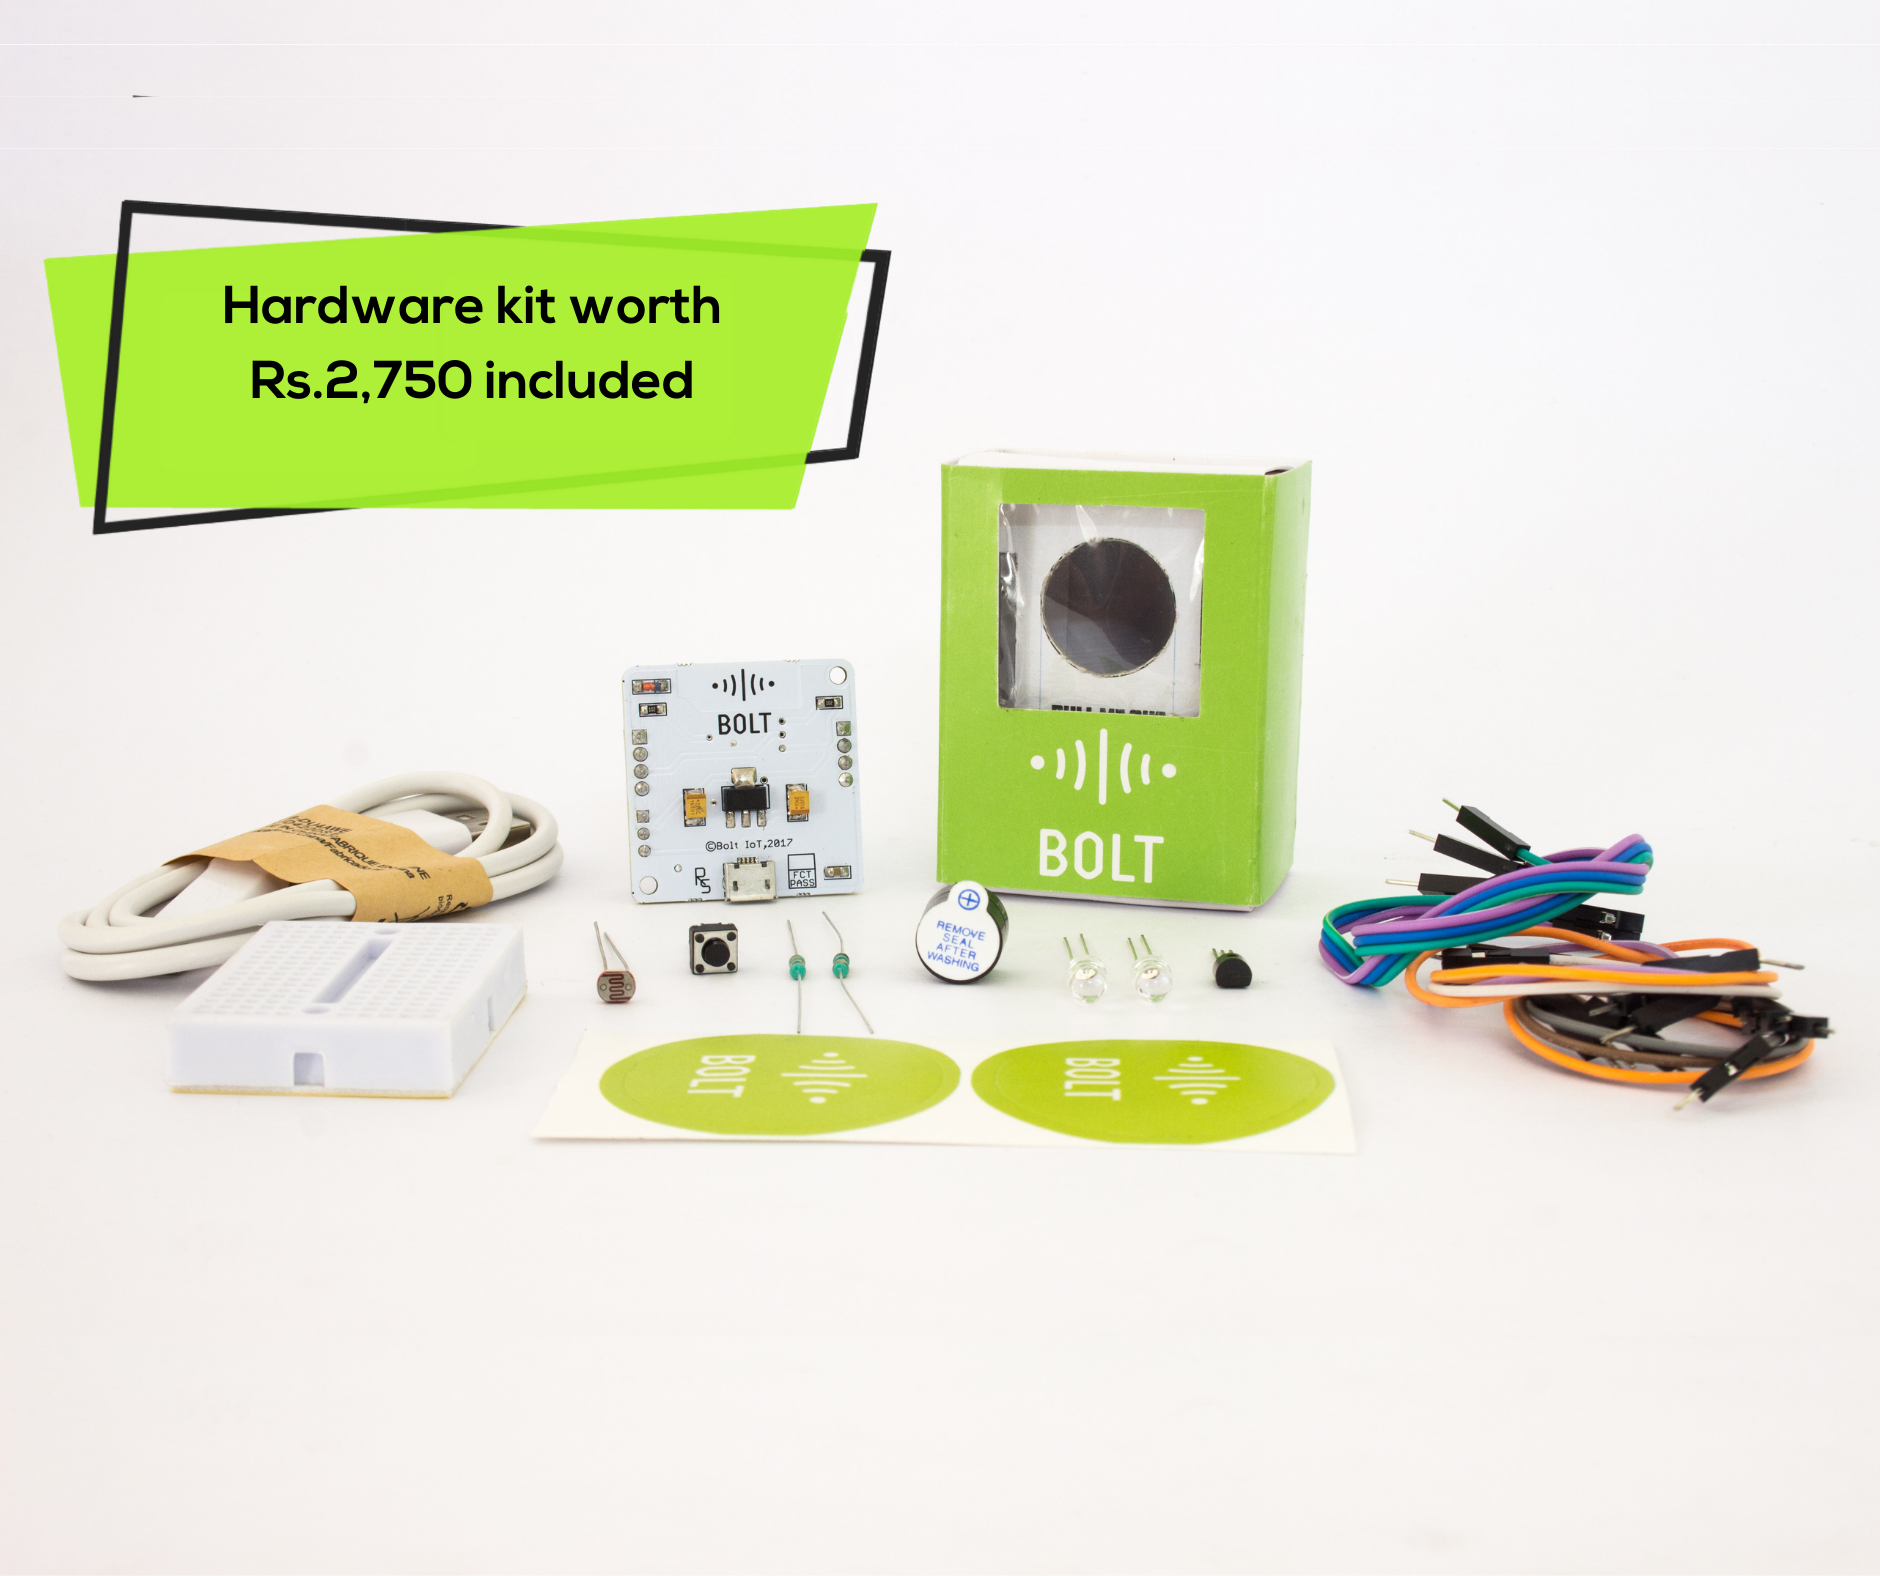 Hardware kit worth
Rs.2,750 included
BOLT
©Bolt IoT,2017
FCT
PASS
BOLT
REMOVE
SEAL
AFTER
WASHING
BOLT
BOLT